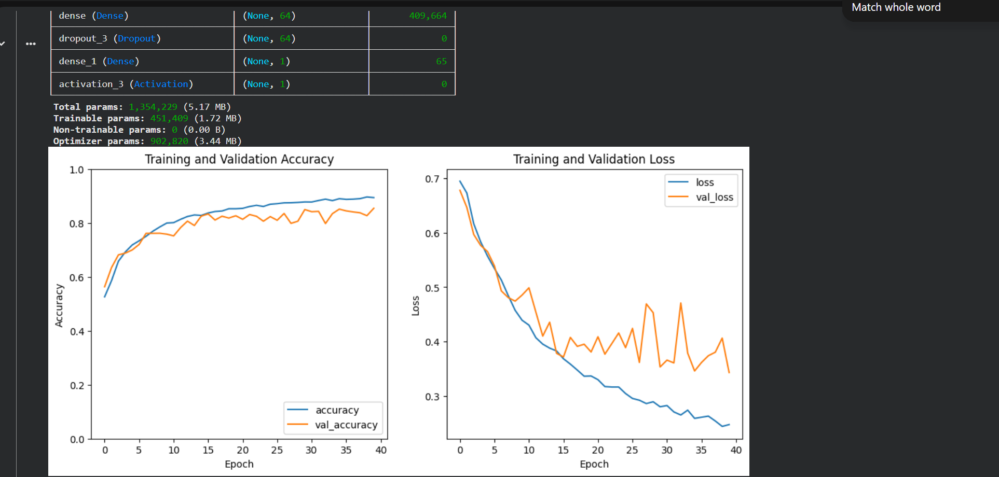 Match whole word
dense (Dense) (None, 64) 409,664
dropout_3 (Dropout) (None, 64) 0
dense_1 (Dense) (None, 1) 65
activation_3 (Activation) (None, 1) 0
Total params: 1,354,229 (5.17 MB)
Trainable params: 451,409 (1.72 MB)
Non-trainable params: 0 (0.00 B)
Optimizer params: 902,820 (3.44 MB)
Training and Validation Accuracy
1.0
0.8
0.6
0.4
0.2
0.0
Accuracy
accuracy
val_accuracy
0 5 10 15 20 25 30 35 40
Epoch
Training and Validation Loss
0.7
0.6
0.5
0.4
0.3
Loss
loss
val_loss
0 5 10 15 20 25 30 35 40
Epoch